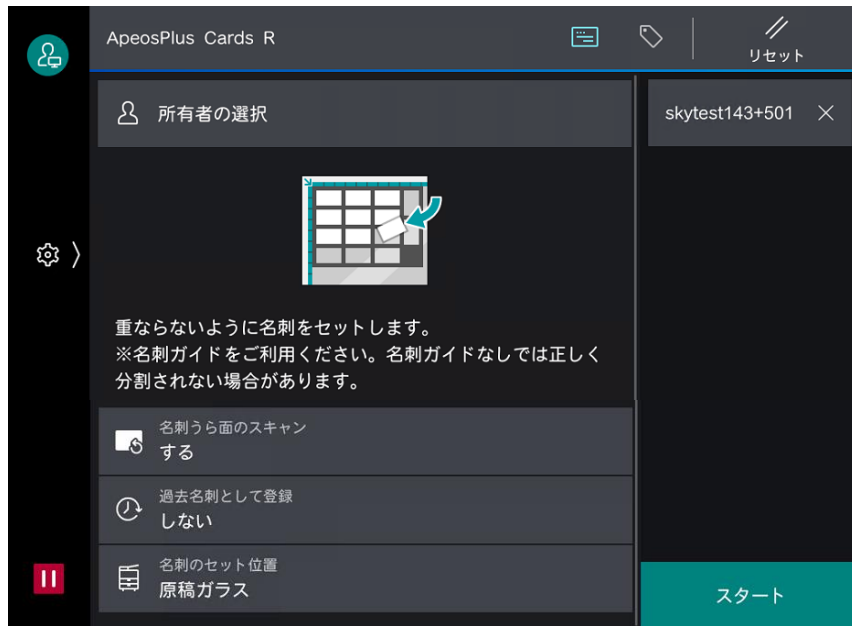 ApeosPlus Cards R
リセット
所有者の選択
skytest143+501
重ならないように名刺をセットします。
※名刺ガイドをご利用ください。名刺ガイドなしでは正しく
分割されない場合があります。
名刺うら面のスキャン
する
過去名刺として登録
しない
名刺のセット位置
原稿ガラス
スタート